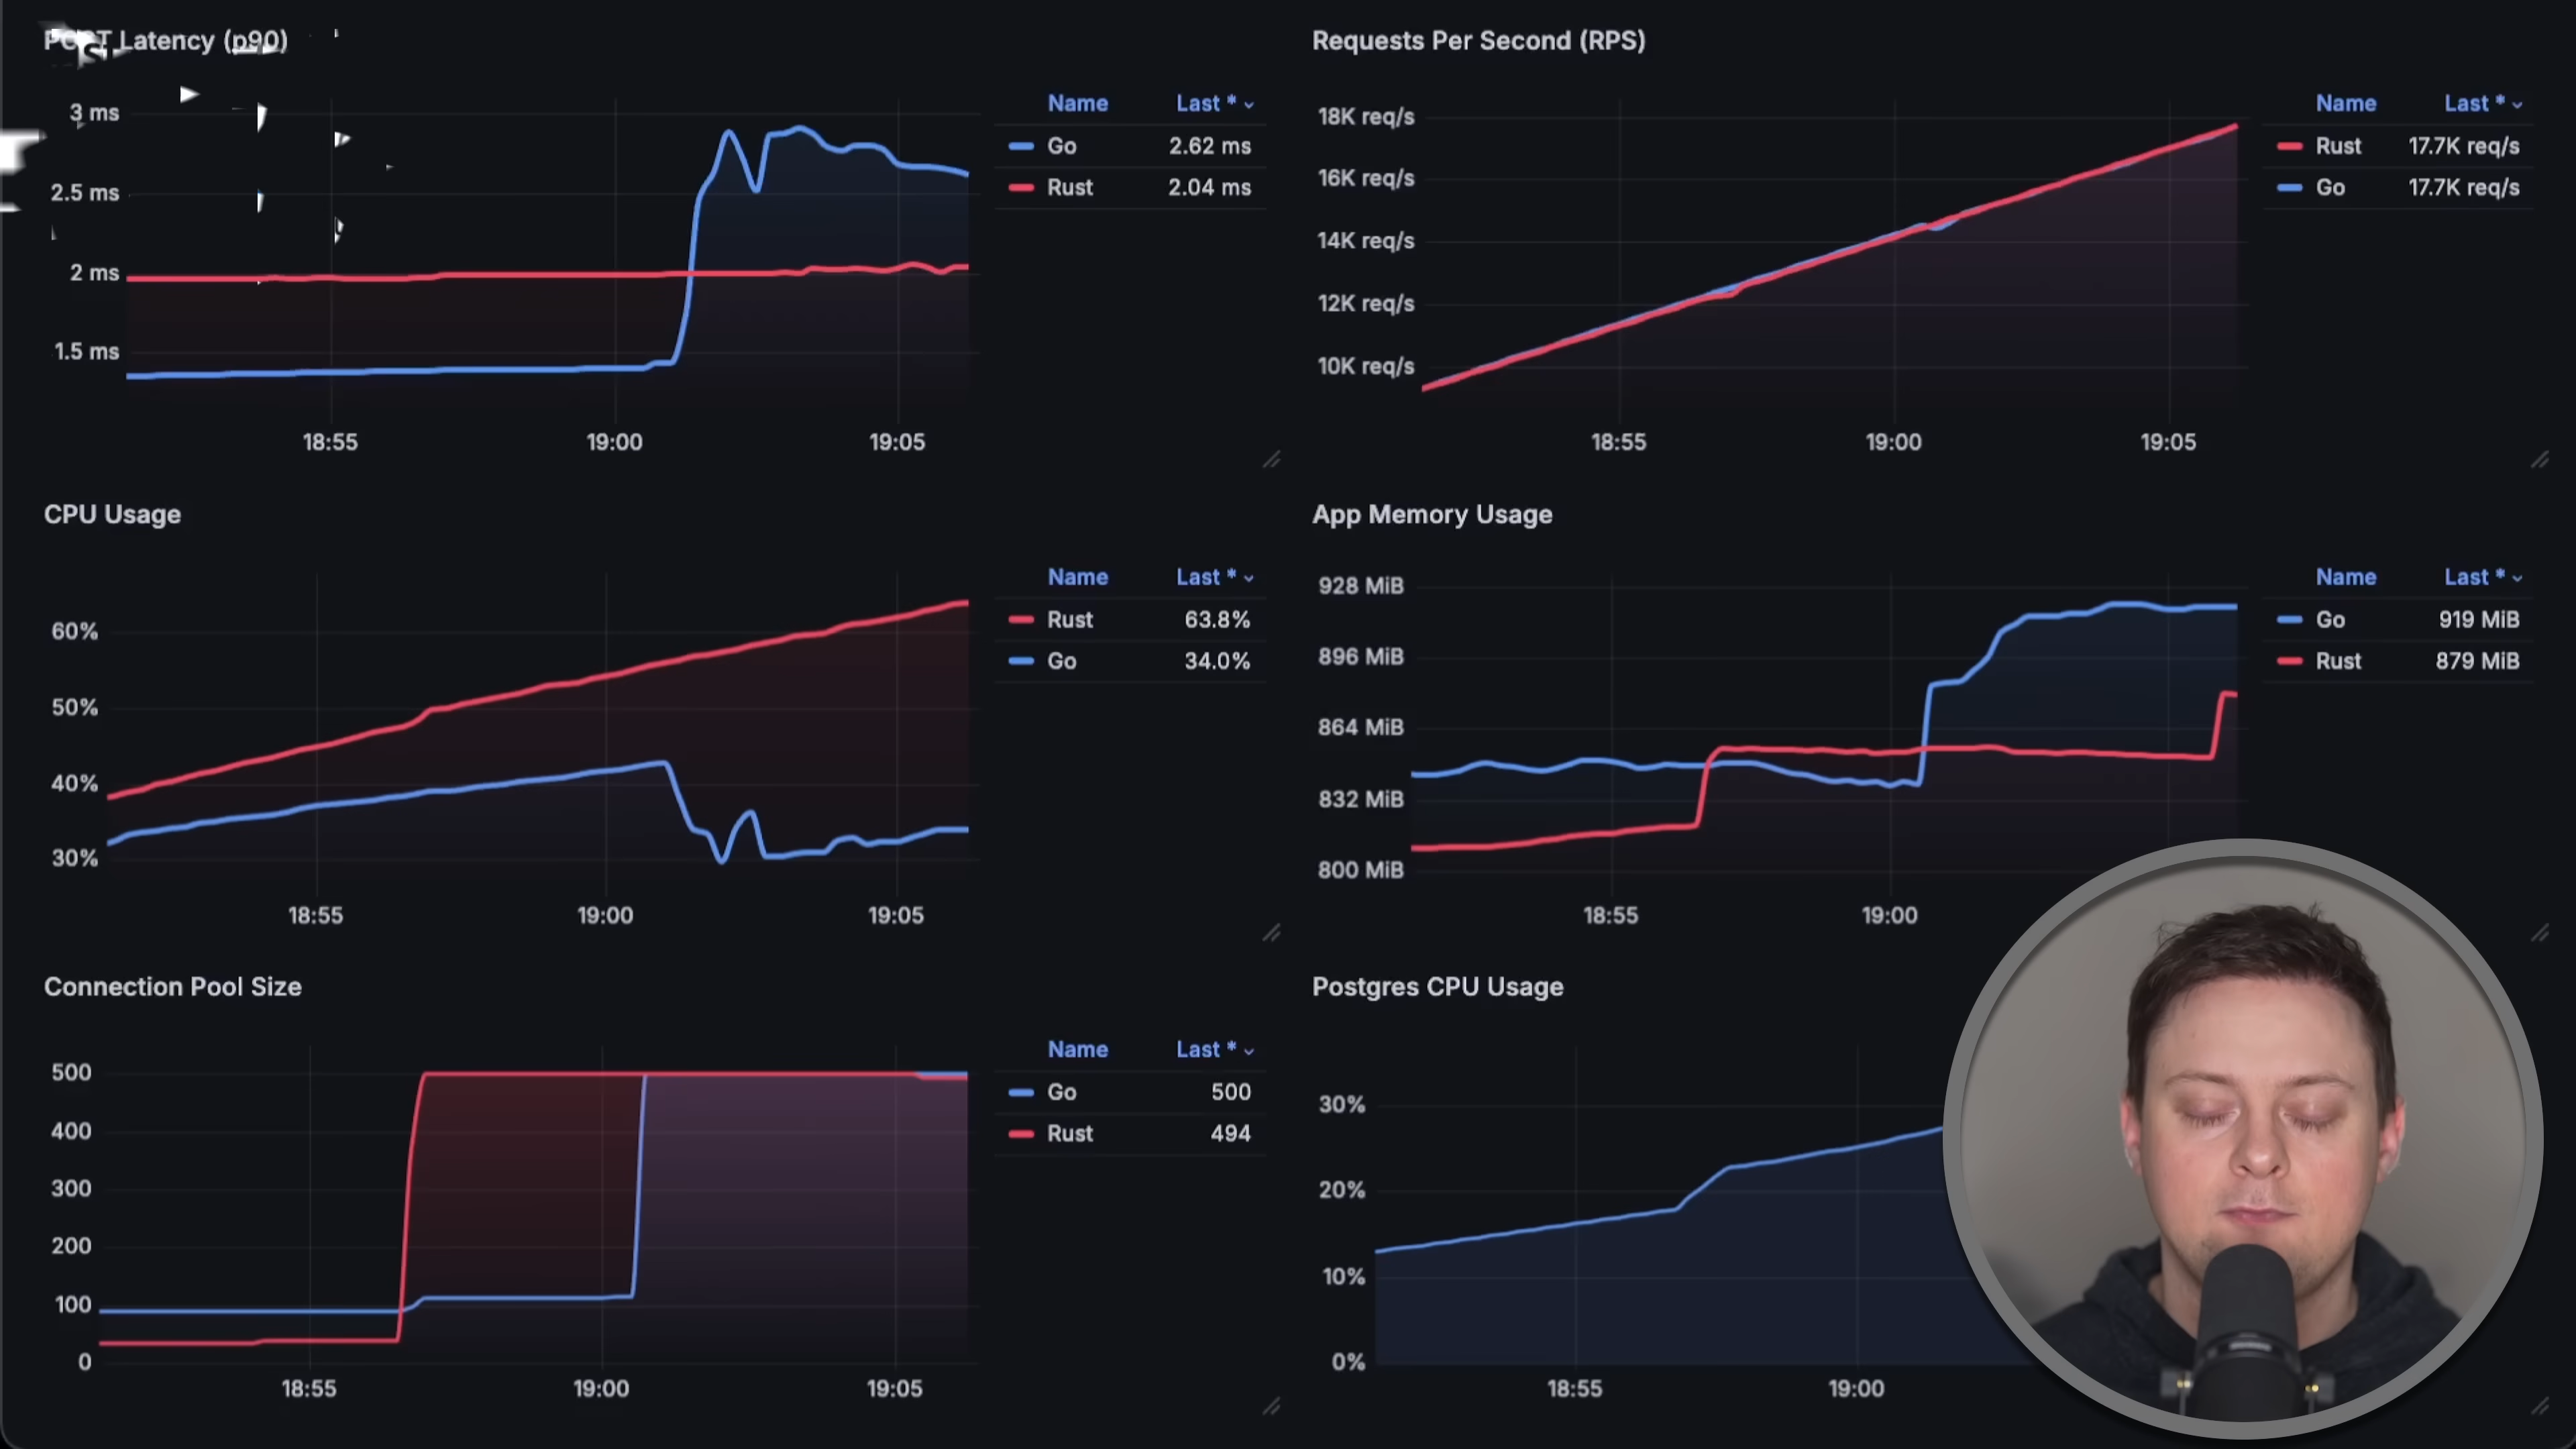 POST Latency (p90)
3 ms
2.5 ms
2 ms
1.5 ms
18:55 19:00 19:05
Name Last *
Go 2.62 ms
Rust 2.04 ms
Requests Per Second (RPS)
18K req/s
16K req/s
14K req/s
12K req/s
10K req/s
18:55 19:00 19:05
Name Last *
Rust 17.7K req/s
Go 17.7K req/s
CPU Usage
60%
50%
40%
30%
18:55 19:00 19:05
Name Last *
Rust 63.8%
Go 34.0%
App Memory Usage
928 MiB
896 MiB
864 MiB
832 MiB
800 MiB
18:55 19:00
Name Last *
Go 919 MiB
Rust 879 MiB
Connection Pool Size
500
400
300
200
100
0
18:55 19:00 19:05
Name Last *
Go 500
Rust 494
Postgres CPU Usage
30%
20%
10%
0%
18:55 19:00